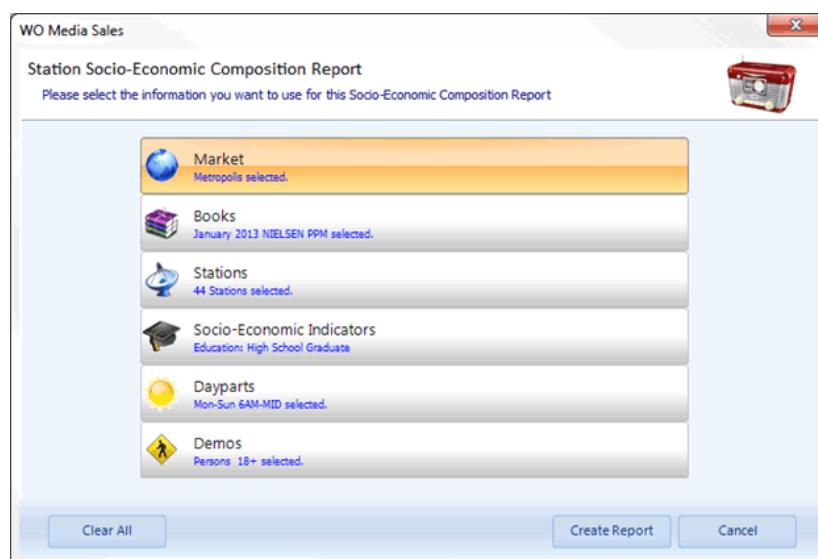 WO Media Sales
Station Socio-Economic Composition Report
Please select the information you want to use for this Socio-Economic Composition Report
Market
Metropolis selected.
Books
January 2013 NIELSEN PPM selected.
Stations
44 Stations selected.
Socio-Economic Indicators
Education: High School Graduate
Dayparts
Mon-Sun 6AM-MID selected.
Demos
Persons  18+ selected.
Clear All
Create Report
Cancel